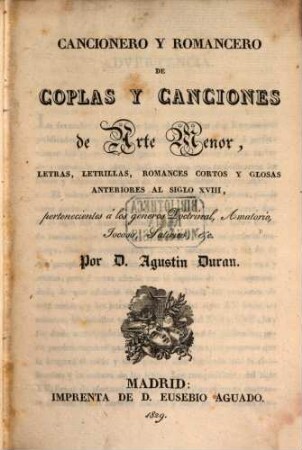 CANCIONERO Y ROMANCERO
DE
COPLAS Y CANCIONES
de Arte Menor,
LETRAS, LETRILLAS, ROMANCES CORTOS Y GLOSAS
ANTERIORES AL SIGLO XVIII,
pertenecientes á los géneros Doctrinal, Amatorio,
Jocoso, Satírico, &c.
Por D. Agustin Duran.
MADRID:
IMPRENTA DE D. EUSEBIO AGUADO.
1829.